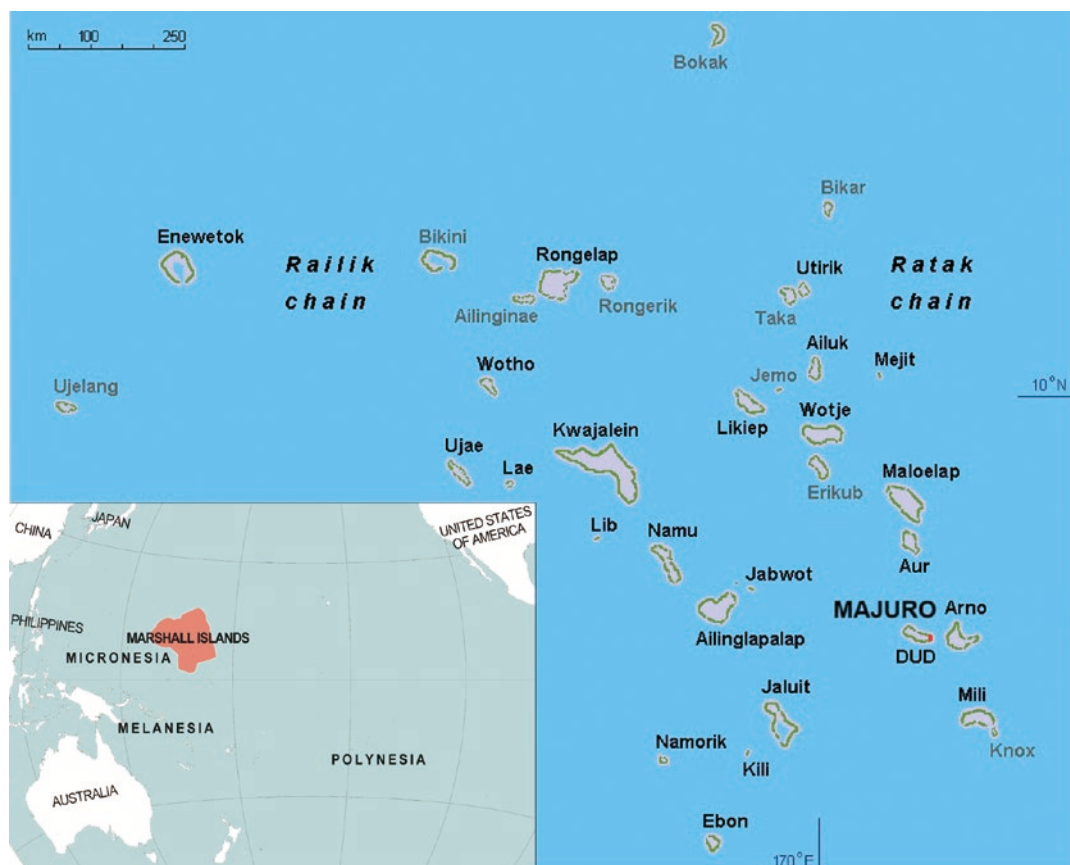 km 100 250
Bokak
Bikar
Enewetok
Bikini
Rongelap
Railik
chain
Utirik
Ratak
chain
Ailinginae
Rongerik
Taka
Ailuk
Mejit
Wotho
Jemo
Ujelang
10°N
Likiep
Wotje
Kwajalein
Ujae
Lae
Erikub
Maloelap
Lib
Namu
Aur
Jabwot
MAJURO
Arno
Ailinglapalap
DUD
Jaluit
Mili
Knox
Namorik
Kili
Ebon
170°E
CHINA
JAPAN
UNITED STATES
OF AMERICA
PHILIPPINES
MARSHALL ISLANDS
MICRONESIA
MELANESIA
POLYNESIA
AUSTRALIA